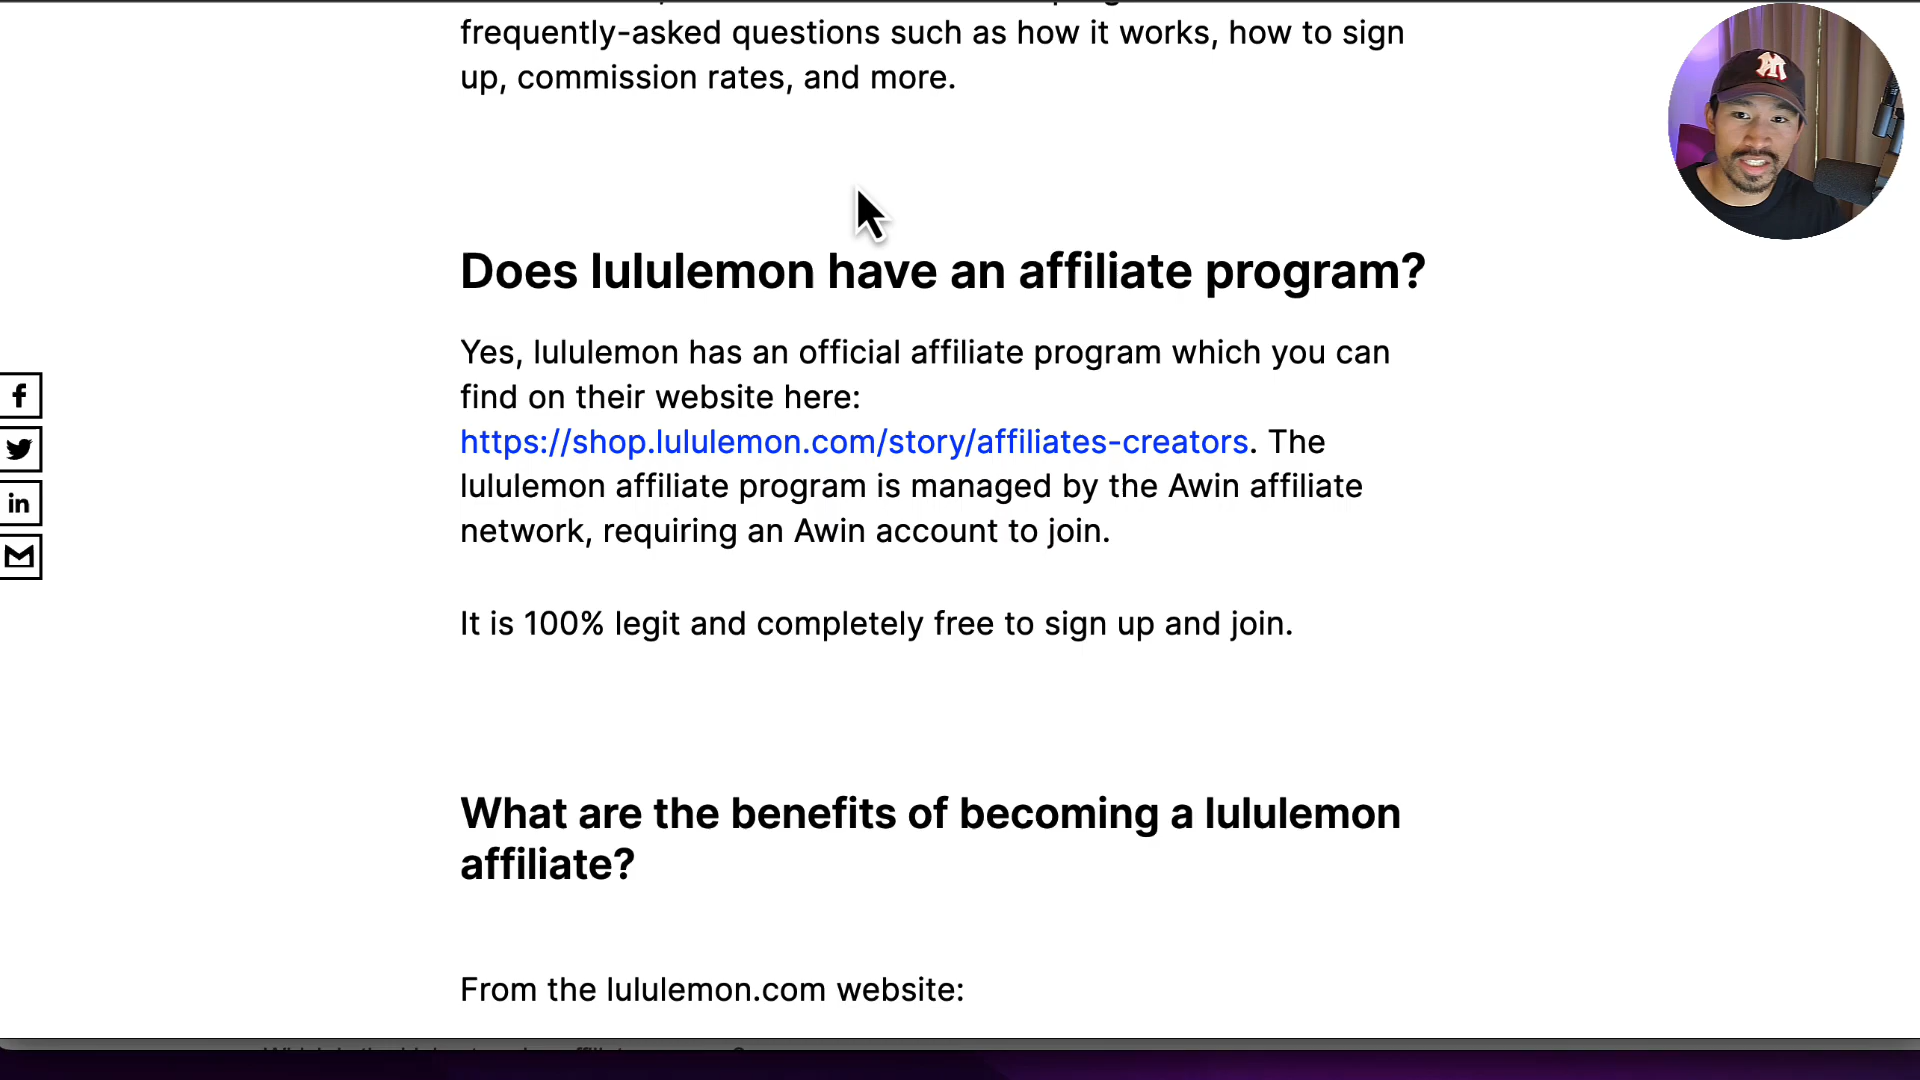 frequently-asked questions such as how it works, how to sign
up, commission rates, and more.
Does lululemon have an affiliate program?
Yes, lululemon has an official affiliate program which you can
find on their website here:
https://shop.lululemon.com/story/affiliates-creators. The
lululemon affiliate program is managed by the Awin affiliate
network, requiring an Awin account to join.
It is 100% legit and completely free to sign up and join.
What are the benefits of becoming a lululemon
affiliate?
From the lululemon.com website: